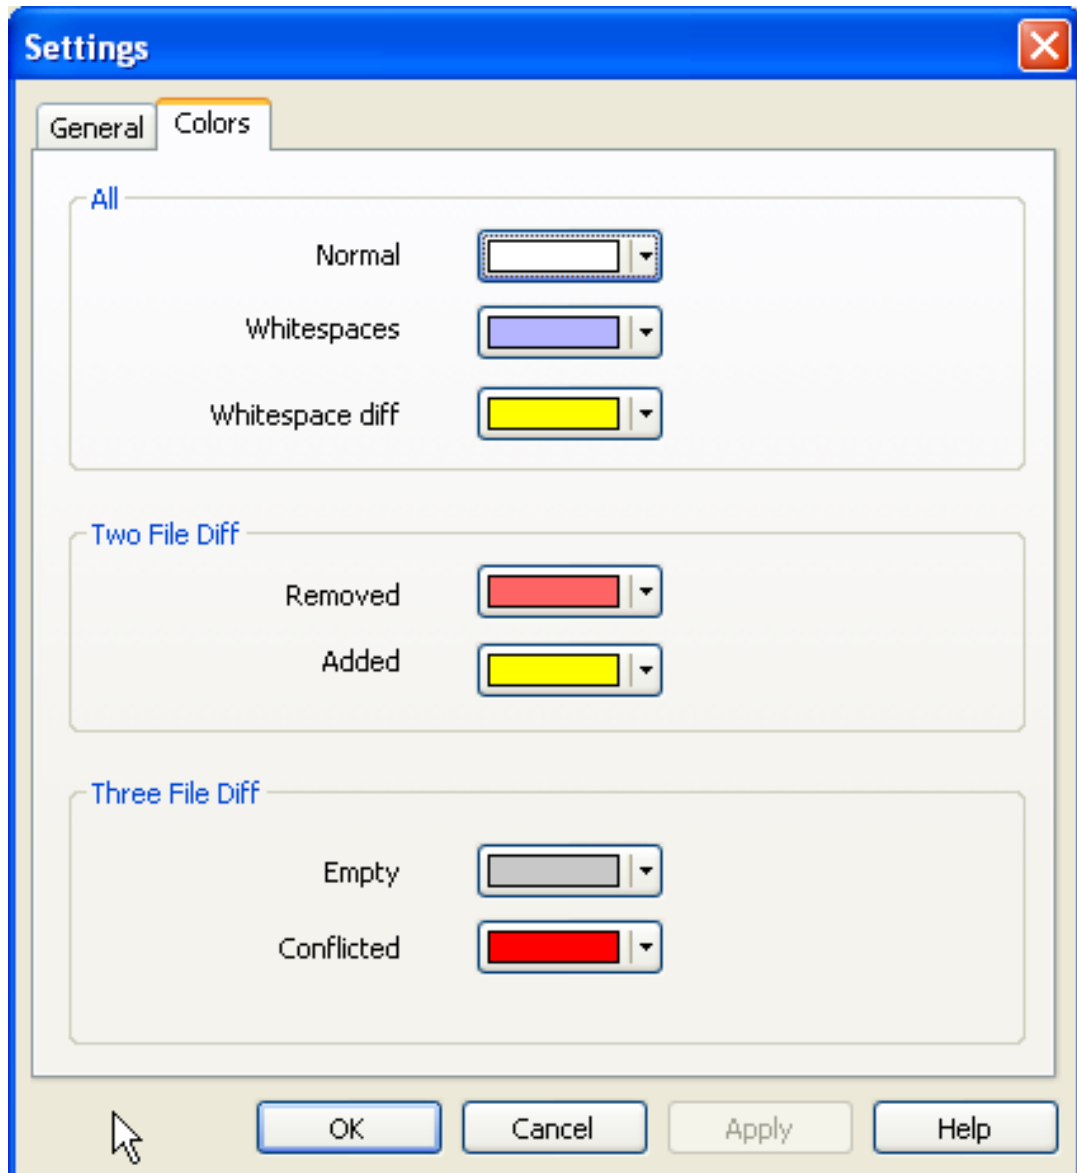 Settings
General Colors
All
Normal
Whitespaces
Whitespace diff
Two File Diff
Removed
Added
Three File Diff
Empty
Conflicted
OK Cancel Apply Help